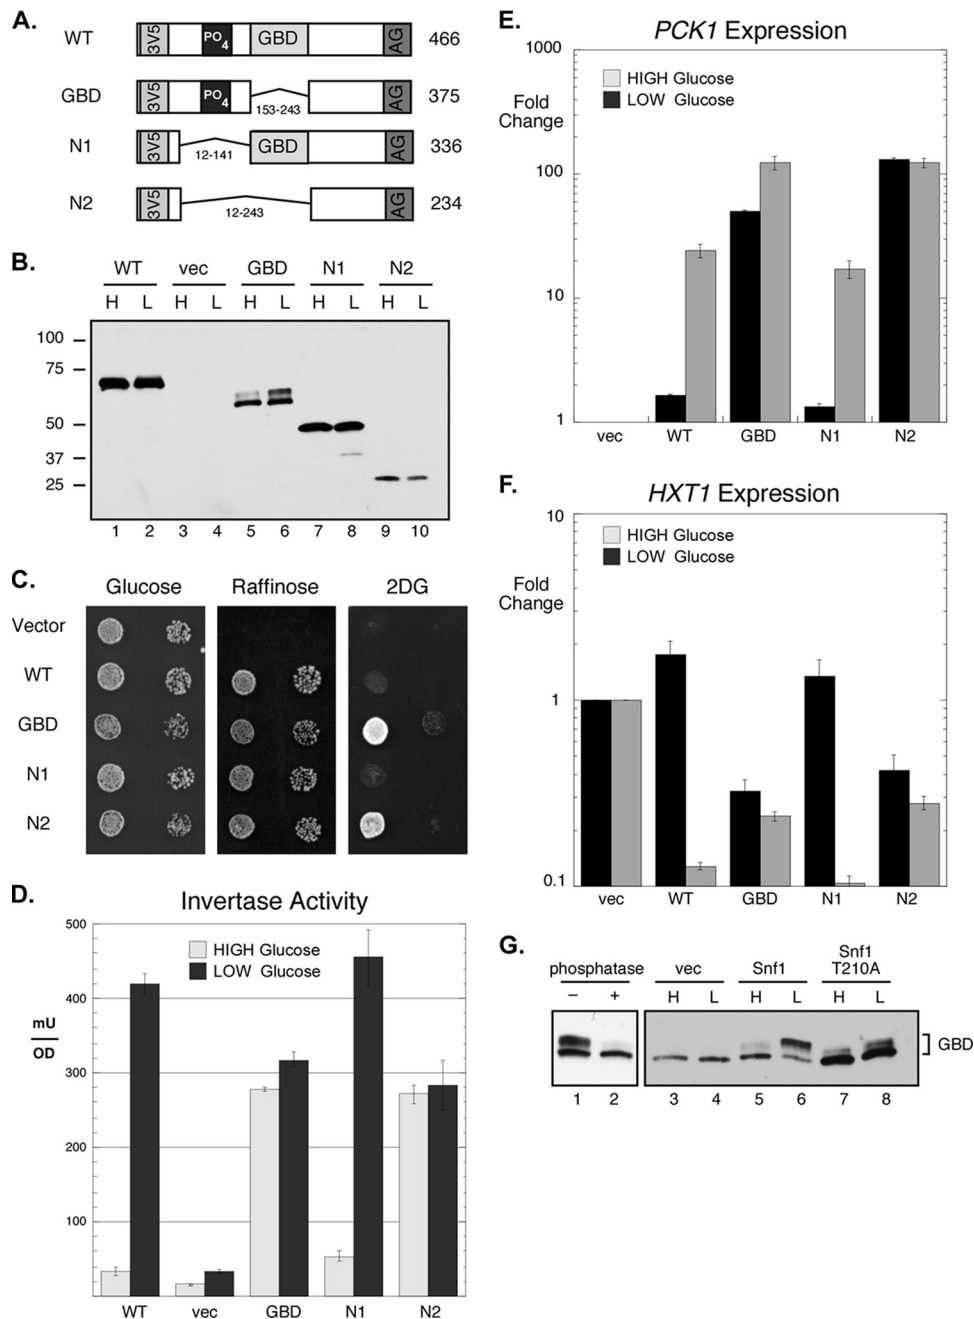 A.
WT 3V5 PO4 GBD AG 466
GBD 3V5 PO4 153-243 AG 375
N1 3V5 12-141 GBD AG 336
N2 3V5 12-243 AG 234
B.
WT vec GBD N1 N2
H L H L H L H L H L
100
75
50
37
25
1 2 3 4 5 6 7 8 9 10
C.
Glucose Raffinose 2DG
Vector
WT
GBD
N1
N2
D.
Invertase Activity
500
HIGH Glucose
LOW Glucose
400
mU
OD
300
200
100
WT vec GBD N1 N2
E.
PCK1 Expression
1000
HIGH Glucose
LOW Glucose
Fold
Change
100
10
1
vec WT GBD N1 N2
F.
HXT1 Expression
10
HIGH Glucose
LOW Glucose
Fold
Change
1
0.1
vec WT GBD N1 N2
G.
phosphatase vec Snf1 Snf1
T210A
– + H L H L H L
GBD
1 2 3 4 5 6 7 8